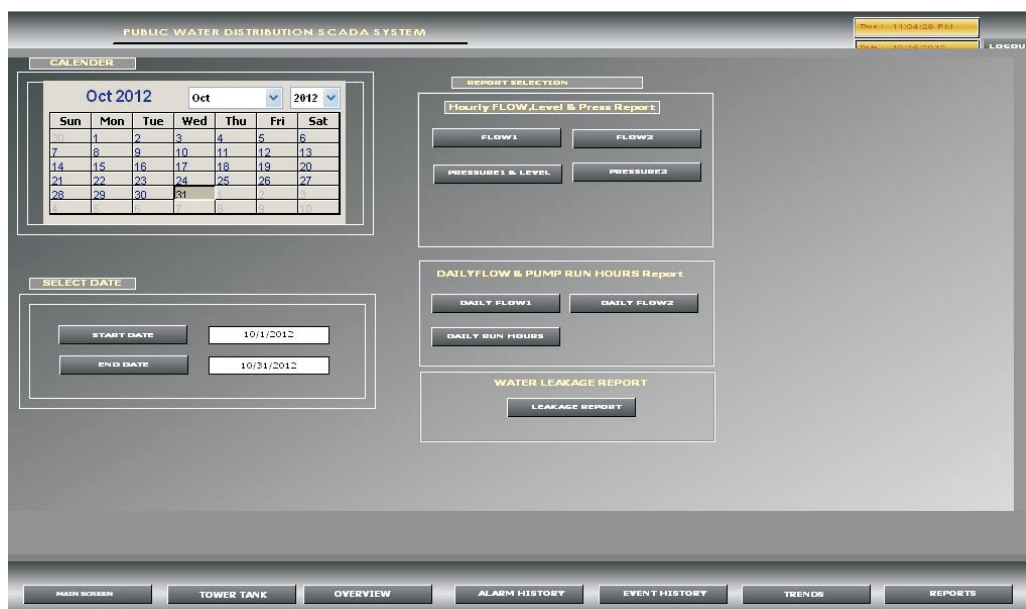 PUBLIC WATER DISTRIBUTION SCADA SYSTEM
Time : 11:04:28 PM
Date : 10/16/2012
LOGOU
CALENDER
Oct 2012 Oct 2012
Sun Mon Tue Wed Thu Fri Sat
30 1 2 3 4 5 6
7 8 9 10 11 12 13
14 15 16 17 18 19 20
21 22 23 24 25 26 27
28 29 30 31 1 2 3
4 5 6 7 8 9 10
SELECT DATE
START DATE 10/1/2012
END DATE 10/31/2012
REPORT SELECTION
Hourly FLOW,Level & Press Report
FLOW1 FLOW2
PRESSURE1 & LEVEL PRESSURE2
DAILYFLOW & PUMP RUN HOURS Report
DAILY FLOW1 DAILY FLOW2
DAILY RUN HOURS
WATER LEAKAGE REPORT
LEAKAGE REPORT
MAIN SCREEN TOWER TANK OVERVIEW ALARM HISTORY EVENT HISTORY TRENDS REPORTS